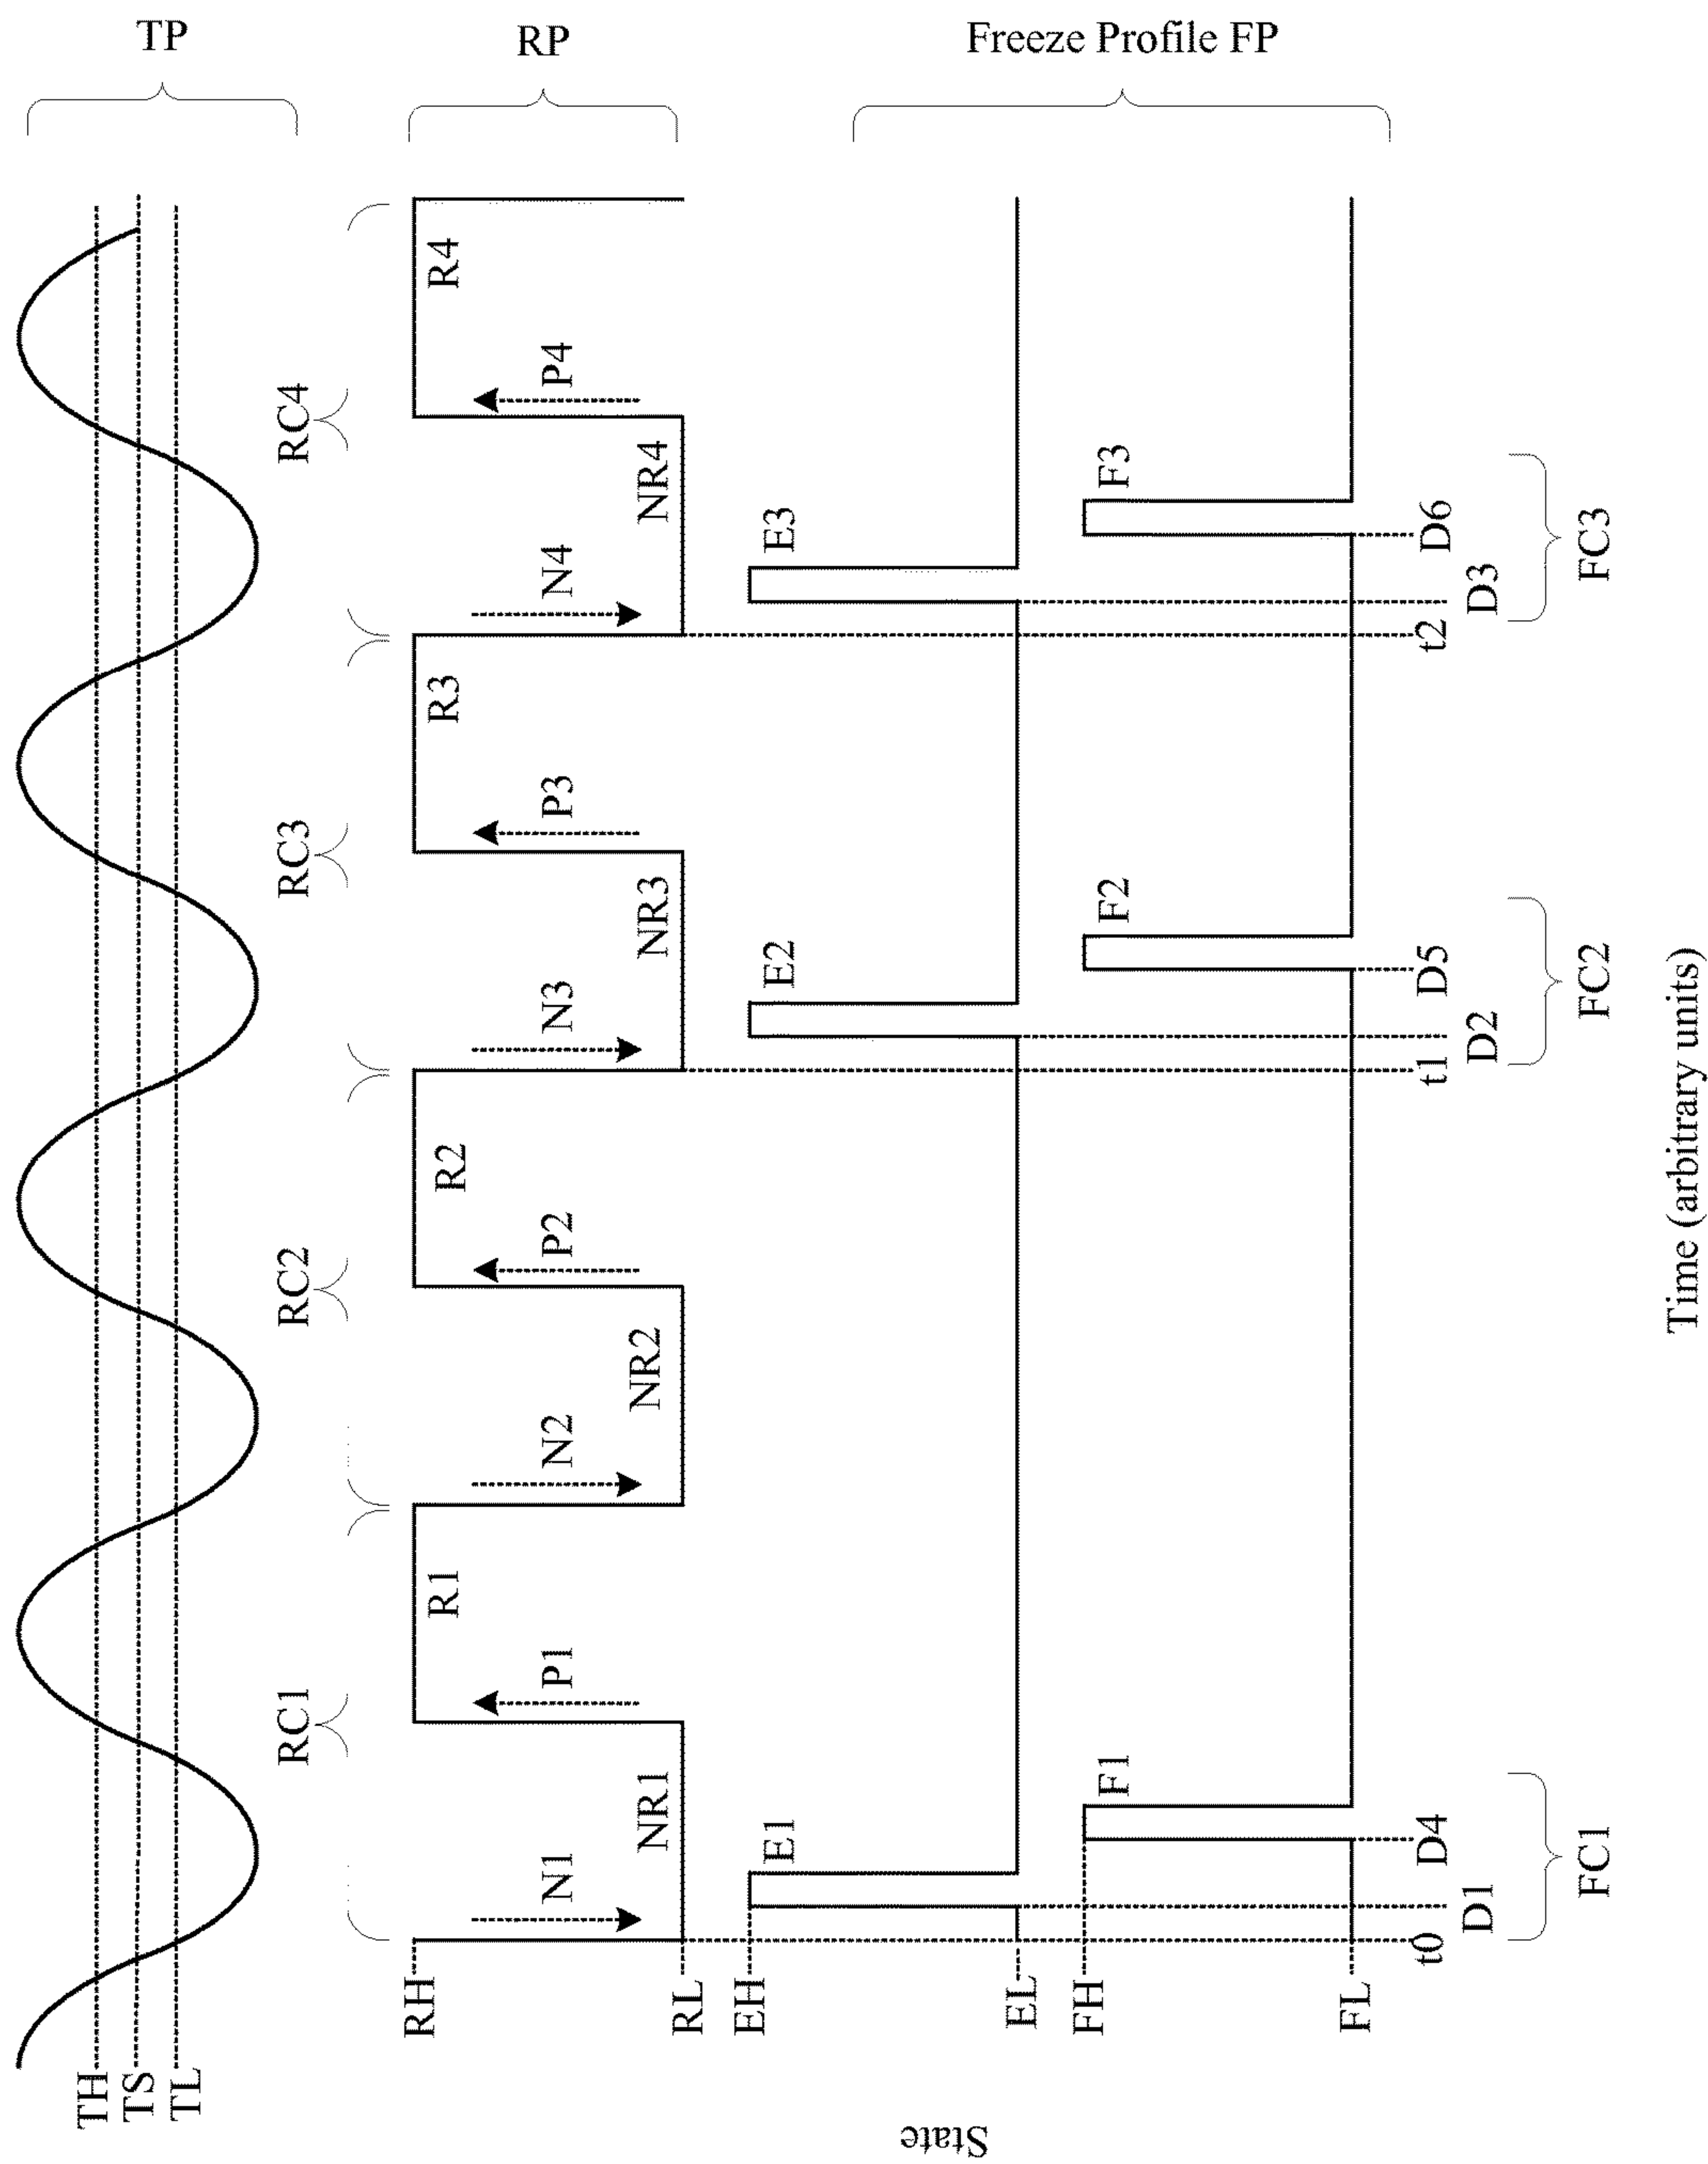 TP
RP
Freeze Profile FP
TH
TS
TL
RC1
RC2
RC3
RC4
RH
R1
R2
R3
R4
N1
P1
N2
P2
N3
P3
N4
P4
NR1
NR2
NR3
NR4
RL
EH
E1
E2
E3
EL
FH
F1
F2
F3
FL
t0
D4
t1
D5
t2
D6
D1
D2
D3
FC1
FC2
FC3
Time (arbitrary units)
State